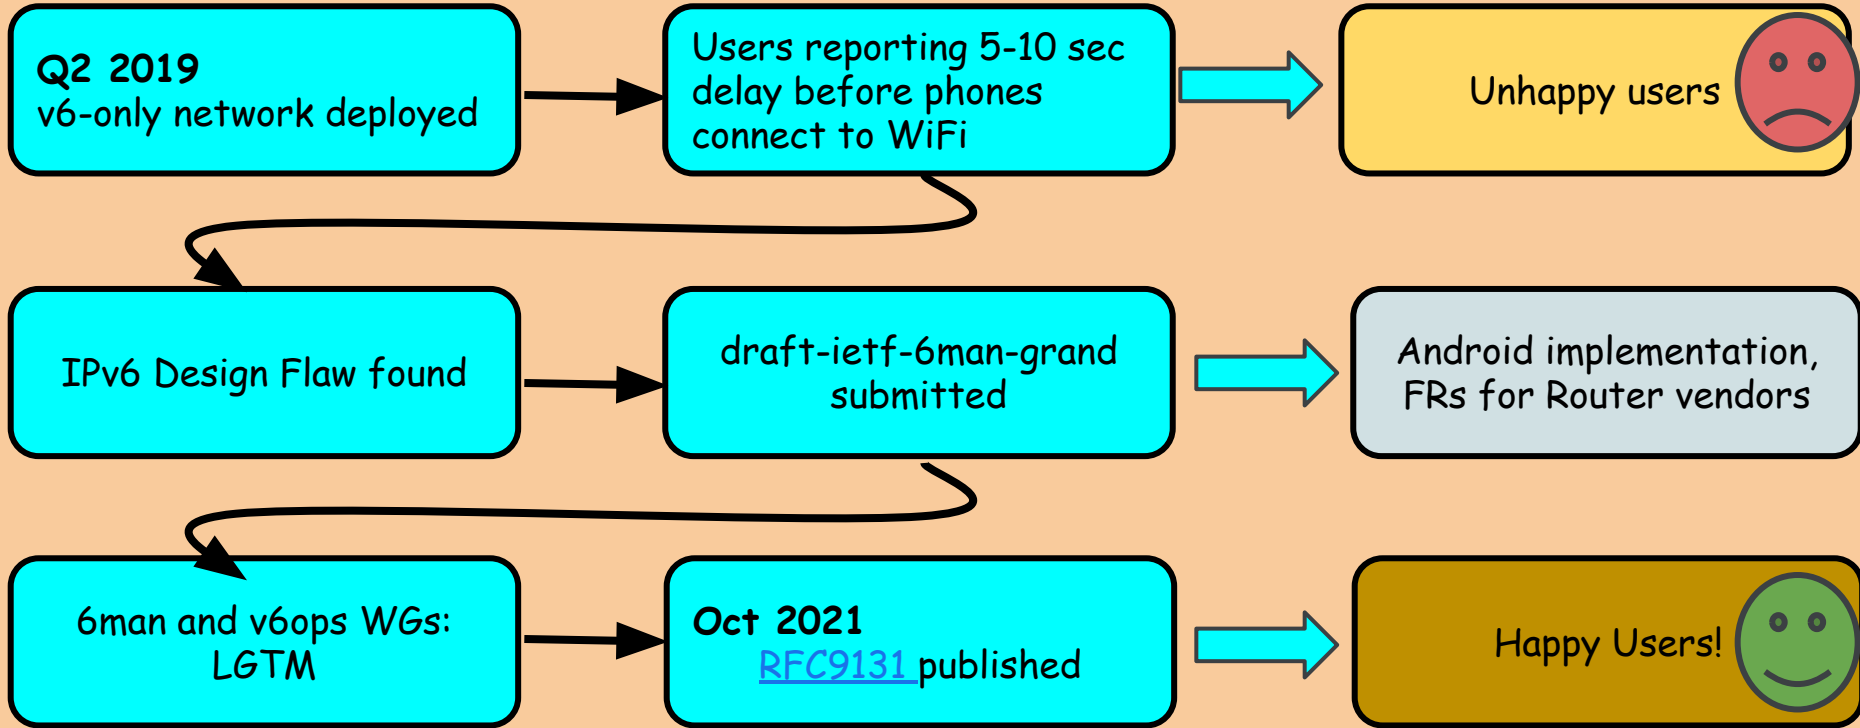 Q2 2019
v6-only network deployed
Users reporting 5-10 sec
delay before phones
connect to WiFi
Unhappy users
IPv6 Design Flaw found
draft-ietf-6man-grand
submitted
Android implementation,
FRs for Router vendors
6man and v6ops WGs:
LGTM
Oct 2021
RFC9131 published
Happy Users!